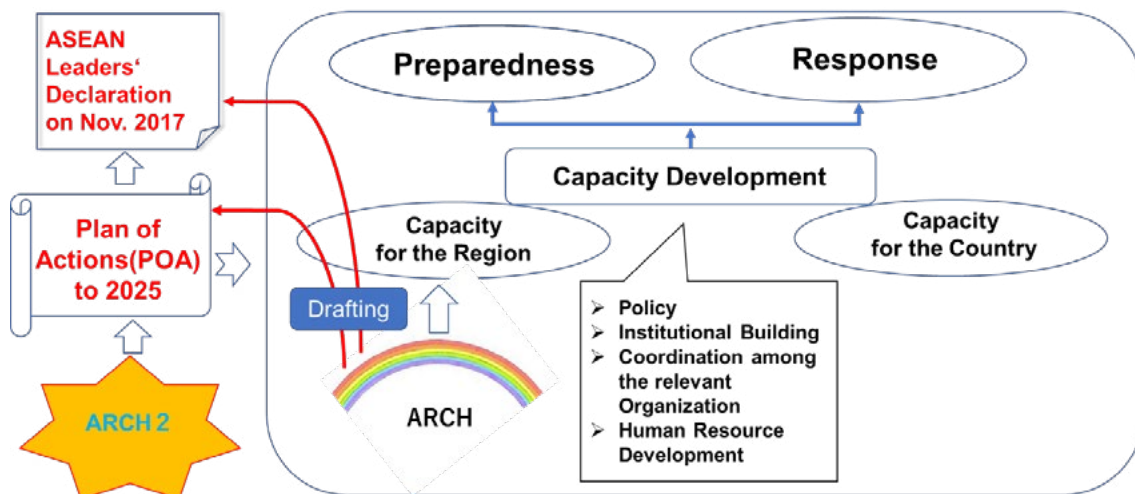 ASEAN
Leaders‘
Declaration
on Nov. 2017
Plan of
Actions(POA)
to 2025
ARCH 2
Preparedness
Response
Capacity Development
Capacity
for the Region
Capacity
for the Country
Drafting
ARCH
➢ Policy
➢ Institutional Building
➢ Coordination among
the relevant
Organization
➢ Human Resource
Development